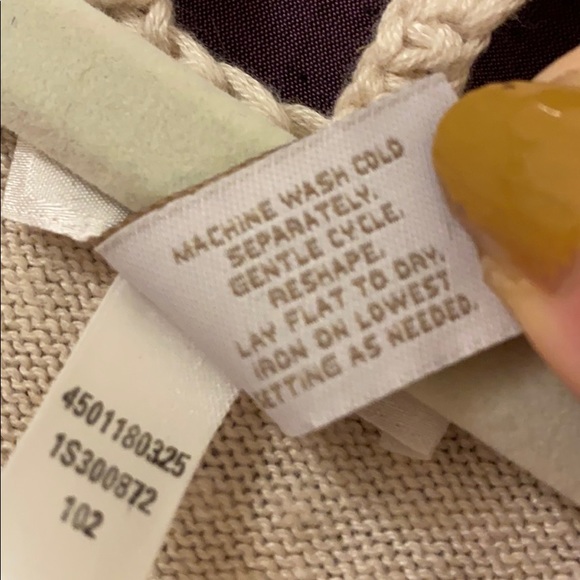 MACHINE WASH COLD
SEPARATELY.
GENTLE CYCLE.
RESHAPE.
LAY FLAT TO DRY.
IRON ON LOWEST
SETTING AS NEEDED.
4501180325
1S300872
102